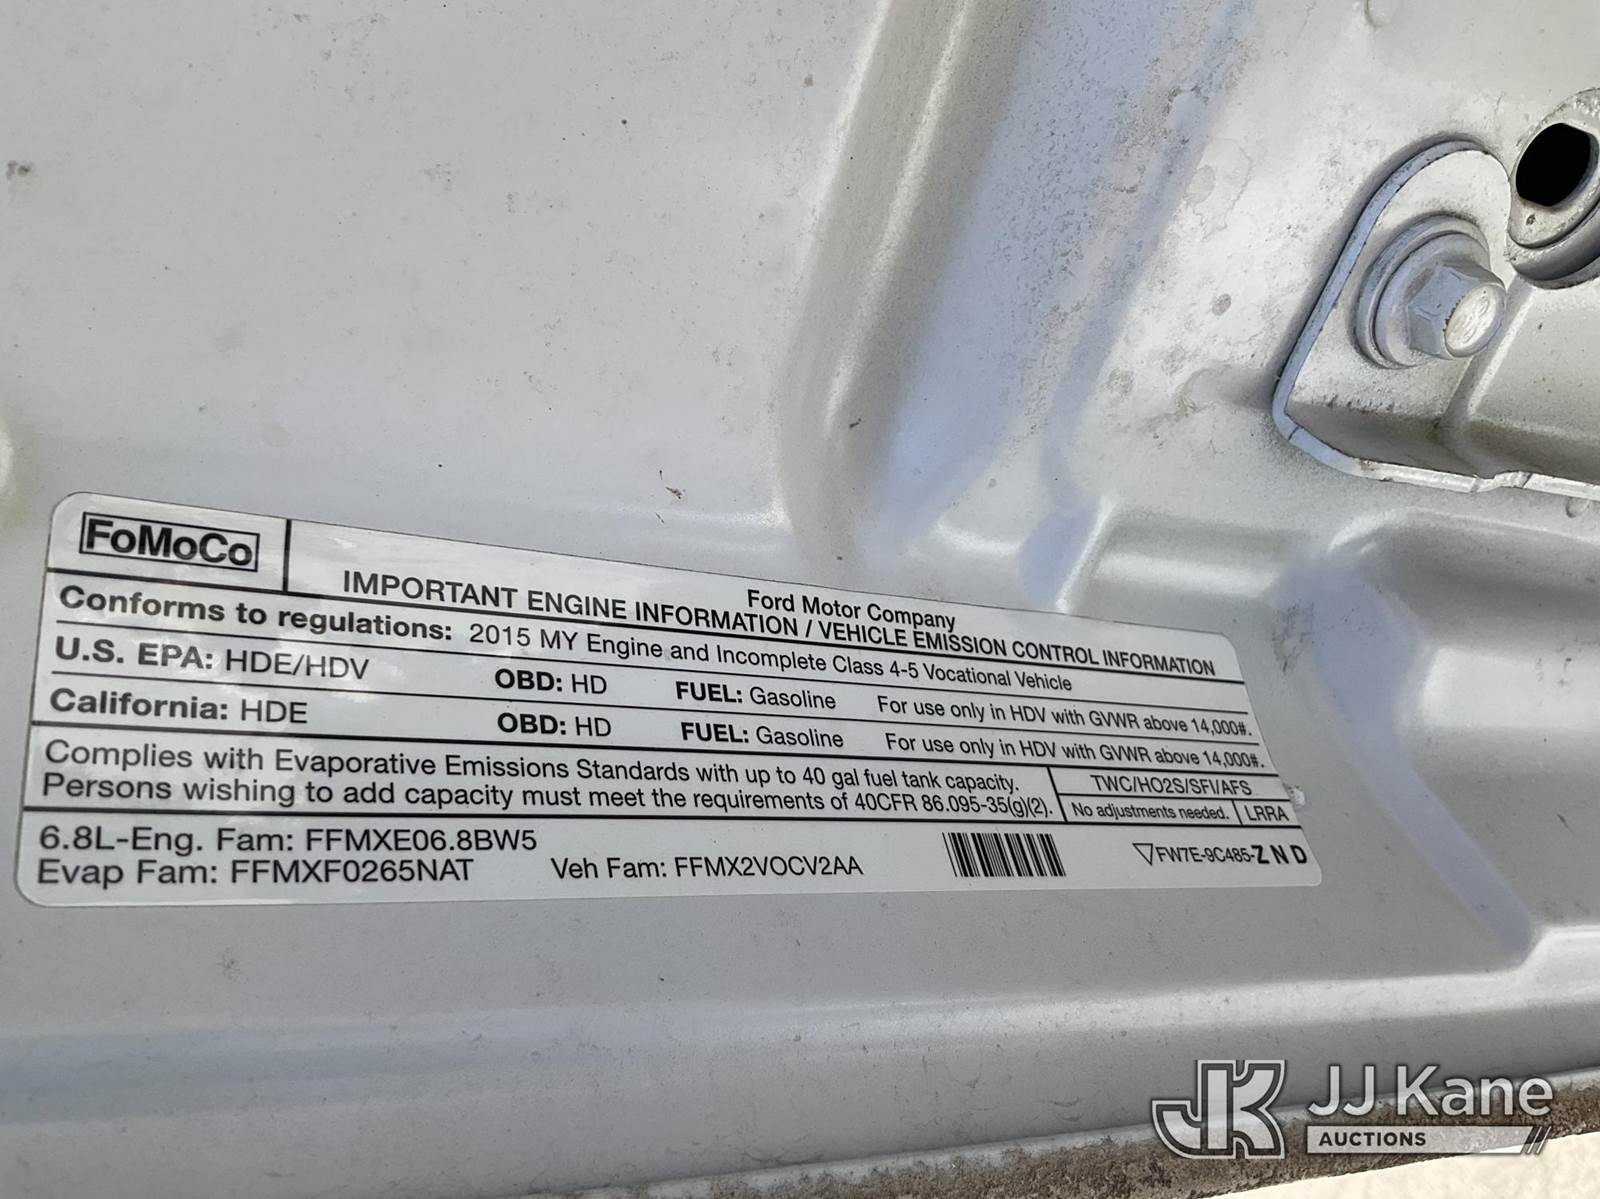 FoMoCo
Ford Motor Company
IMPORTANT ENGINE INFORMATION / VEHICLE EMISSION CONTROL INFORMATION
Conforms to regulations: 2015 MY Engine and Incomplete Class 4-5 Vocational Vehicle
U.S. EPA: HDE/HDV OBD: HD FUEL: Gasoline For use only in HDV with GVWR above 14,000#.
California: HDE OBD: HD FUEL: Gasoline For use only in HDV with GVWR above 14,000#.
Complies with Evaporative Emissions Standards with up to 40 gal fuel tank capacity.
Persons wishing to add capacity must meet the requirements of 40CFR 86.095-35(g)(2).
TWC/HO2S/SFI/AFS
No adjustments needed. LRRA
6.8L-Eng. Fam: FFMXE06.8BW5
Evap Fam: FFMXF0265NAT Veh Fam: FFMX2VOCV2AA
FW7E-9C485-ZND
JK JJ Kane
AUCTIONS